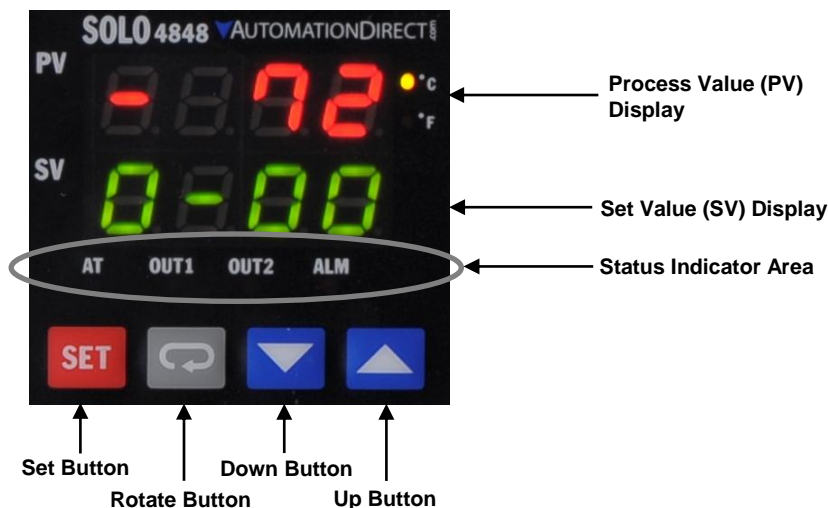 SOLO 4848 AUTOMATIONDIRECT.com
PV
- 72
°C
°F
SV
0-00
AT OUT1 OUT2 ALM
SET
Process Value (PV)
Display
Set Value (SV) Display
Status Indicator Area
Set Button
Rotate Button
Down Button
Up Button